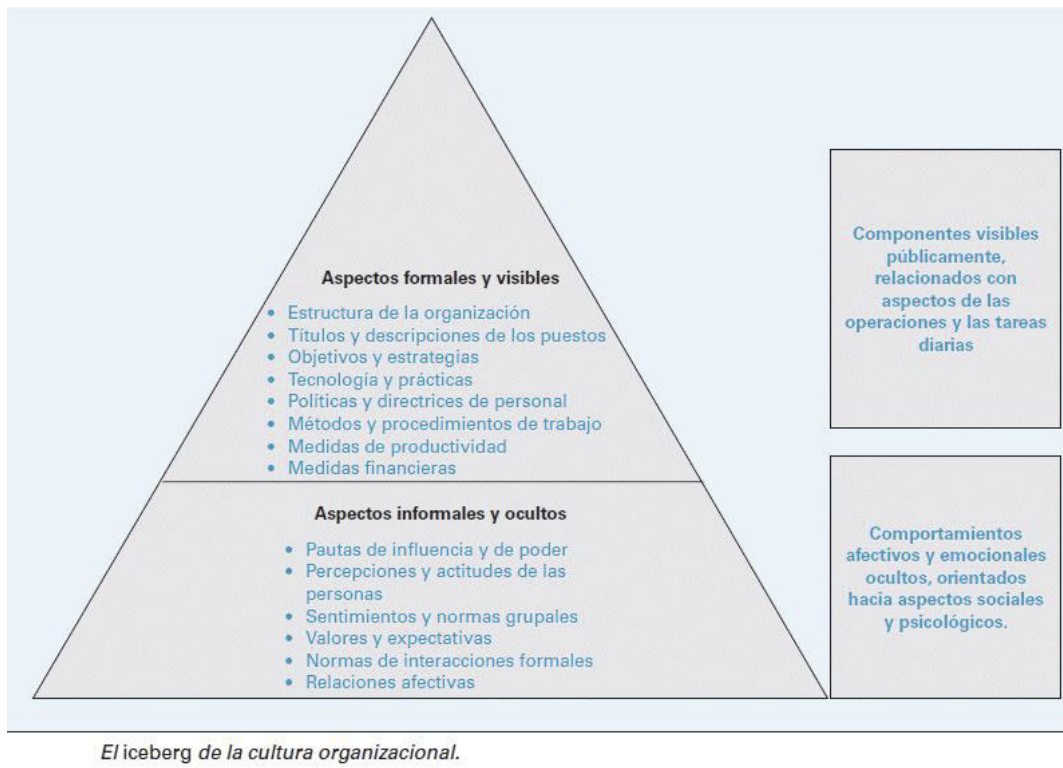 Aspectos formales y visibles
• Estructura de la organización
• Títulos y descripciones de los puestos
• Objetivos y estrategias
• Tecnología y prácticas
• Políticas y directrices de personal
• Métodos y procedimientos de trabajo
• Medidas de productividad
• Medidas financieras
Componentes visibles
públicamente,
relacionados con
aspectos de las
operaciones y las tareas
diarias
Aspectos informales y ocultos
• Pautas de influencia y de poder
• Percepciones y actitudes de las
personas
• Sentimientos y normas grupales
• Valores y expectativas
• Normas de interacciones formales
• Relaciones afectivas
Comportamientos
afectivos y emocionales
ocultos, orientados
hacia aspectos sociales
y psicológicos.
El iceberg de la cultura organizacional.